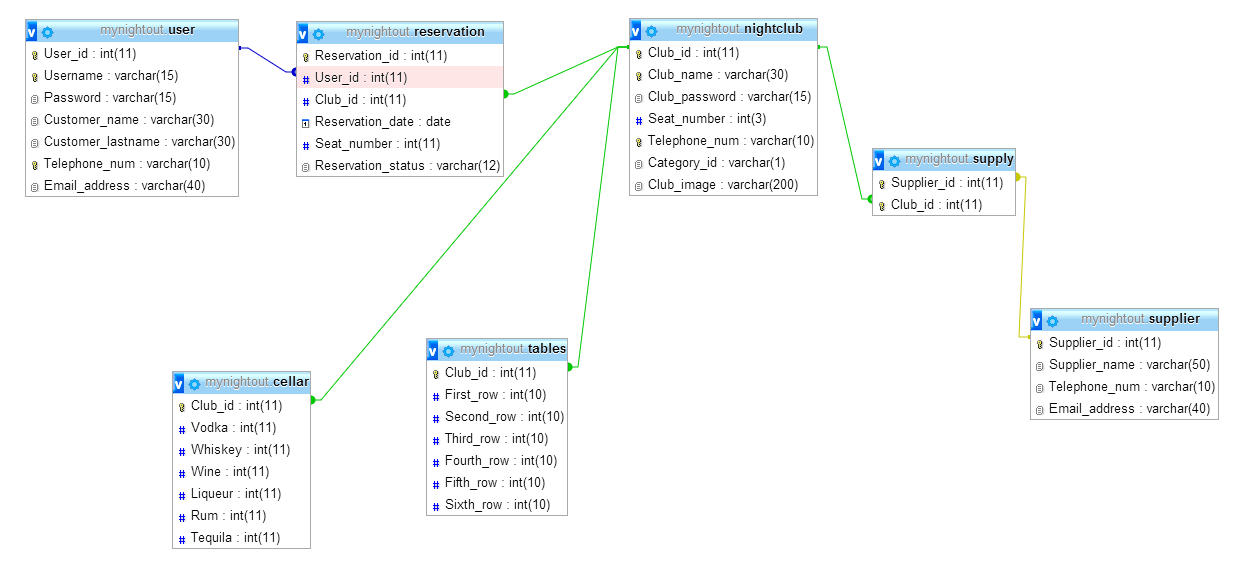 mynightout.user
User_id : int(11)
Username : varchar(15)
Password : varchar(15)
Customer_name : varchar(30)
Customer_lastname : varchar(30)
Telephone_num : varchar(10)
Email_address : varchar(40)
mynightout.reservation
Reservation_id : int(11)
User_id : int(11)
Club_id : int(11)
Reservation_date : date
Seat_number : int(11)
Reservation_status : varchar(12)
mynightout.nightclub
Club_id : int(11)
Club_name : varchar(30)
Club_password : varchar(15)
Seat_number : int(3)
Telephone_num : varchar(10)
Category_id : varchar(1)
Club_image : varchar(200)
mynightout.supply
Supplier_id : int(11)
Club_id : int(11)
mynightout.supplier
Supplier_id : int(11)
Supplier_name : varchar(50)
Telephone_num : varchar(10)
Email_address : varchar(40)
mynightout.tables
Club_id : int(11)
First_row : int(10)
Second_row : int(10)
Third_row : int(10)
Fourth_row : int(10)
Fifth_row : int(10)
Sixth_row : int(10)
mynightout.cellar
Club_id : int(11)
Vodka : int(11)
Whiskey : int(11)
Wine : int(11)
Liqueur : int(11)
Rum : int(11)
Tequila : int(11)